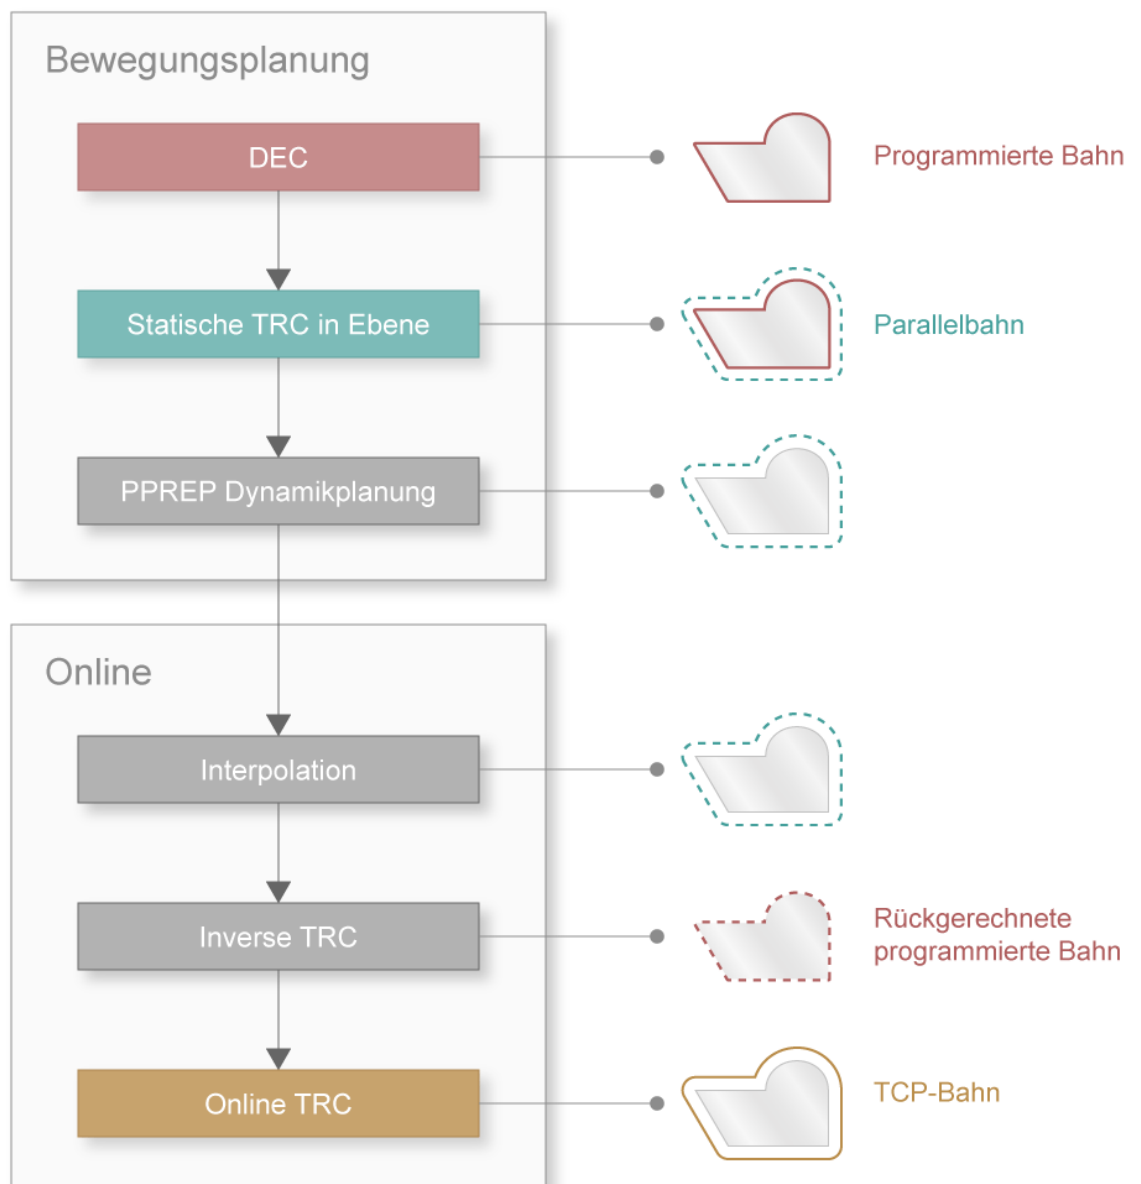 Bewegungsplanung
DEC
Programmierte Bahn
Statische TRC in Ebene
Parallelbahn
PPREP Dynamikplanung
Online
Interpolation
Inverse TRC
Rückgerechnete
programmierte Bahn
Online TRC
TCP-Bahn